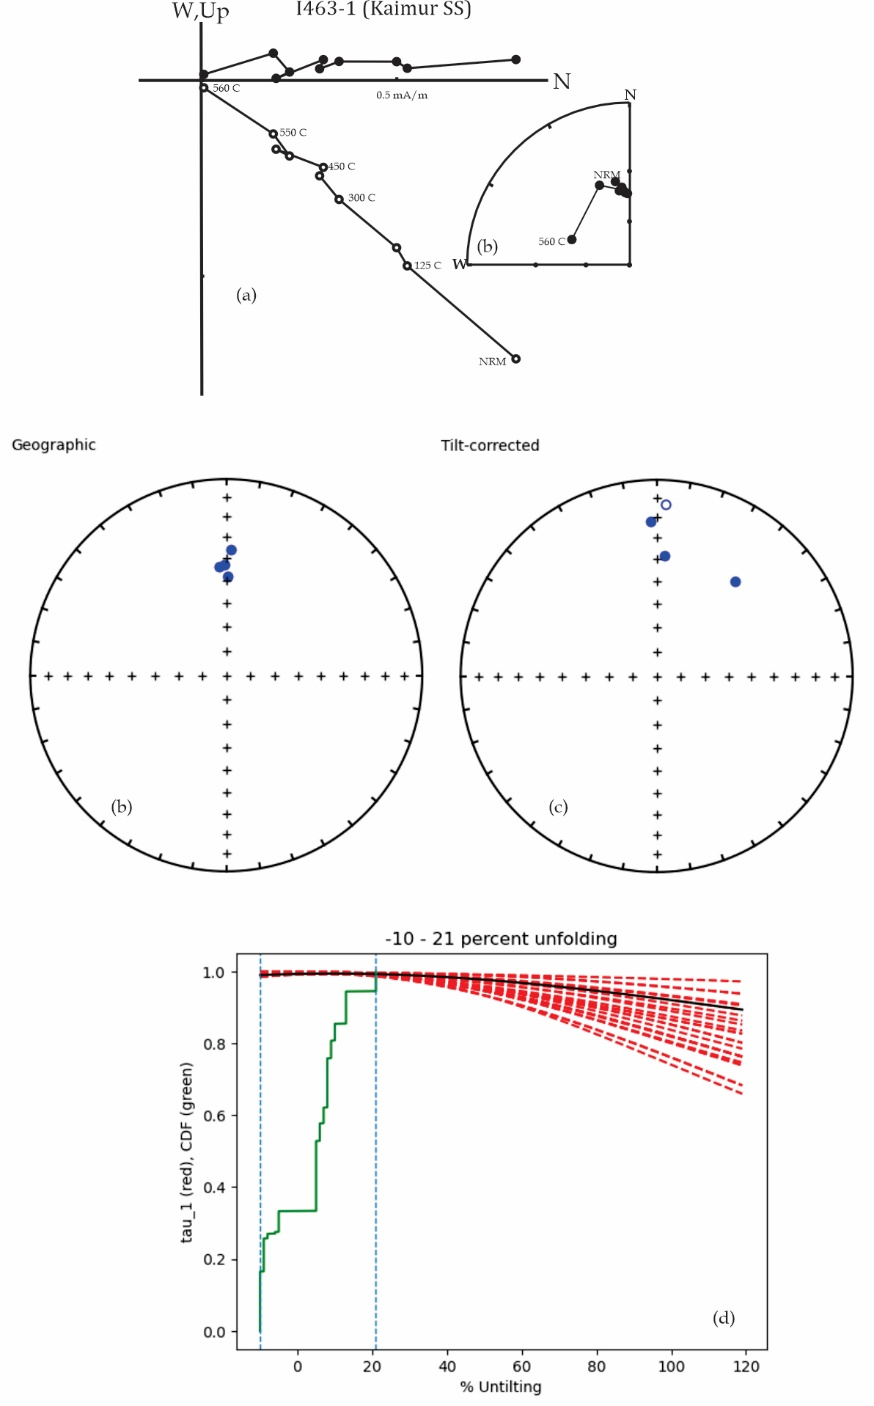 I463-1 (Kaimur SS)
W,Up
N
0.5 mA/m
560 C
550 C
450 C
300 C
125 C
NRM
(a)
N
NRM
560 C
(b)
W
Geographic
Tilt-corrected
(b)
(c)
-10 - 21 percent unfolding
tau_1 (red), CDF (green)
1.0
0.8
0.6
0.4
0.2
0.0
(d)
0 20 40 60 80 100 120
% Untilting